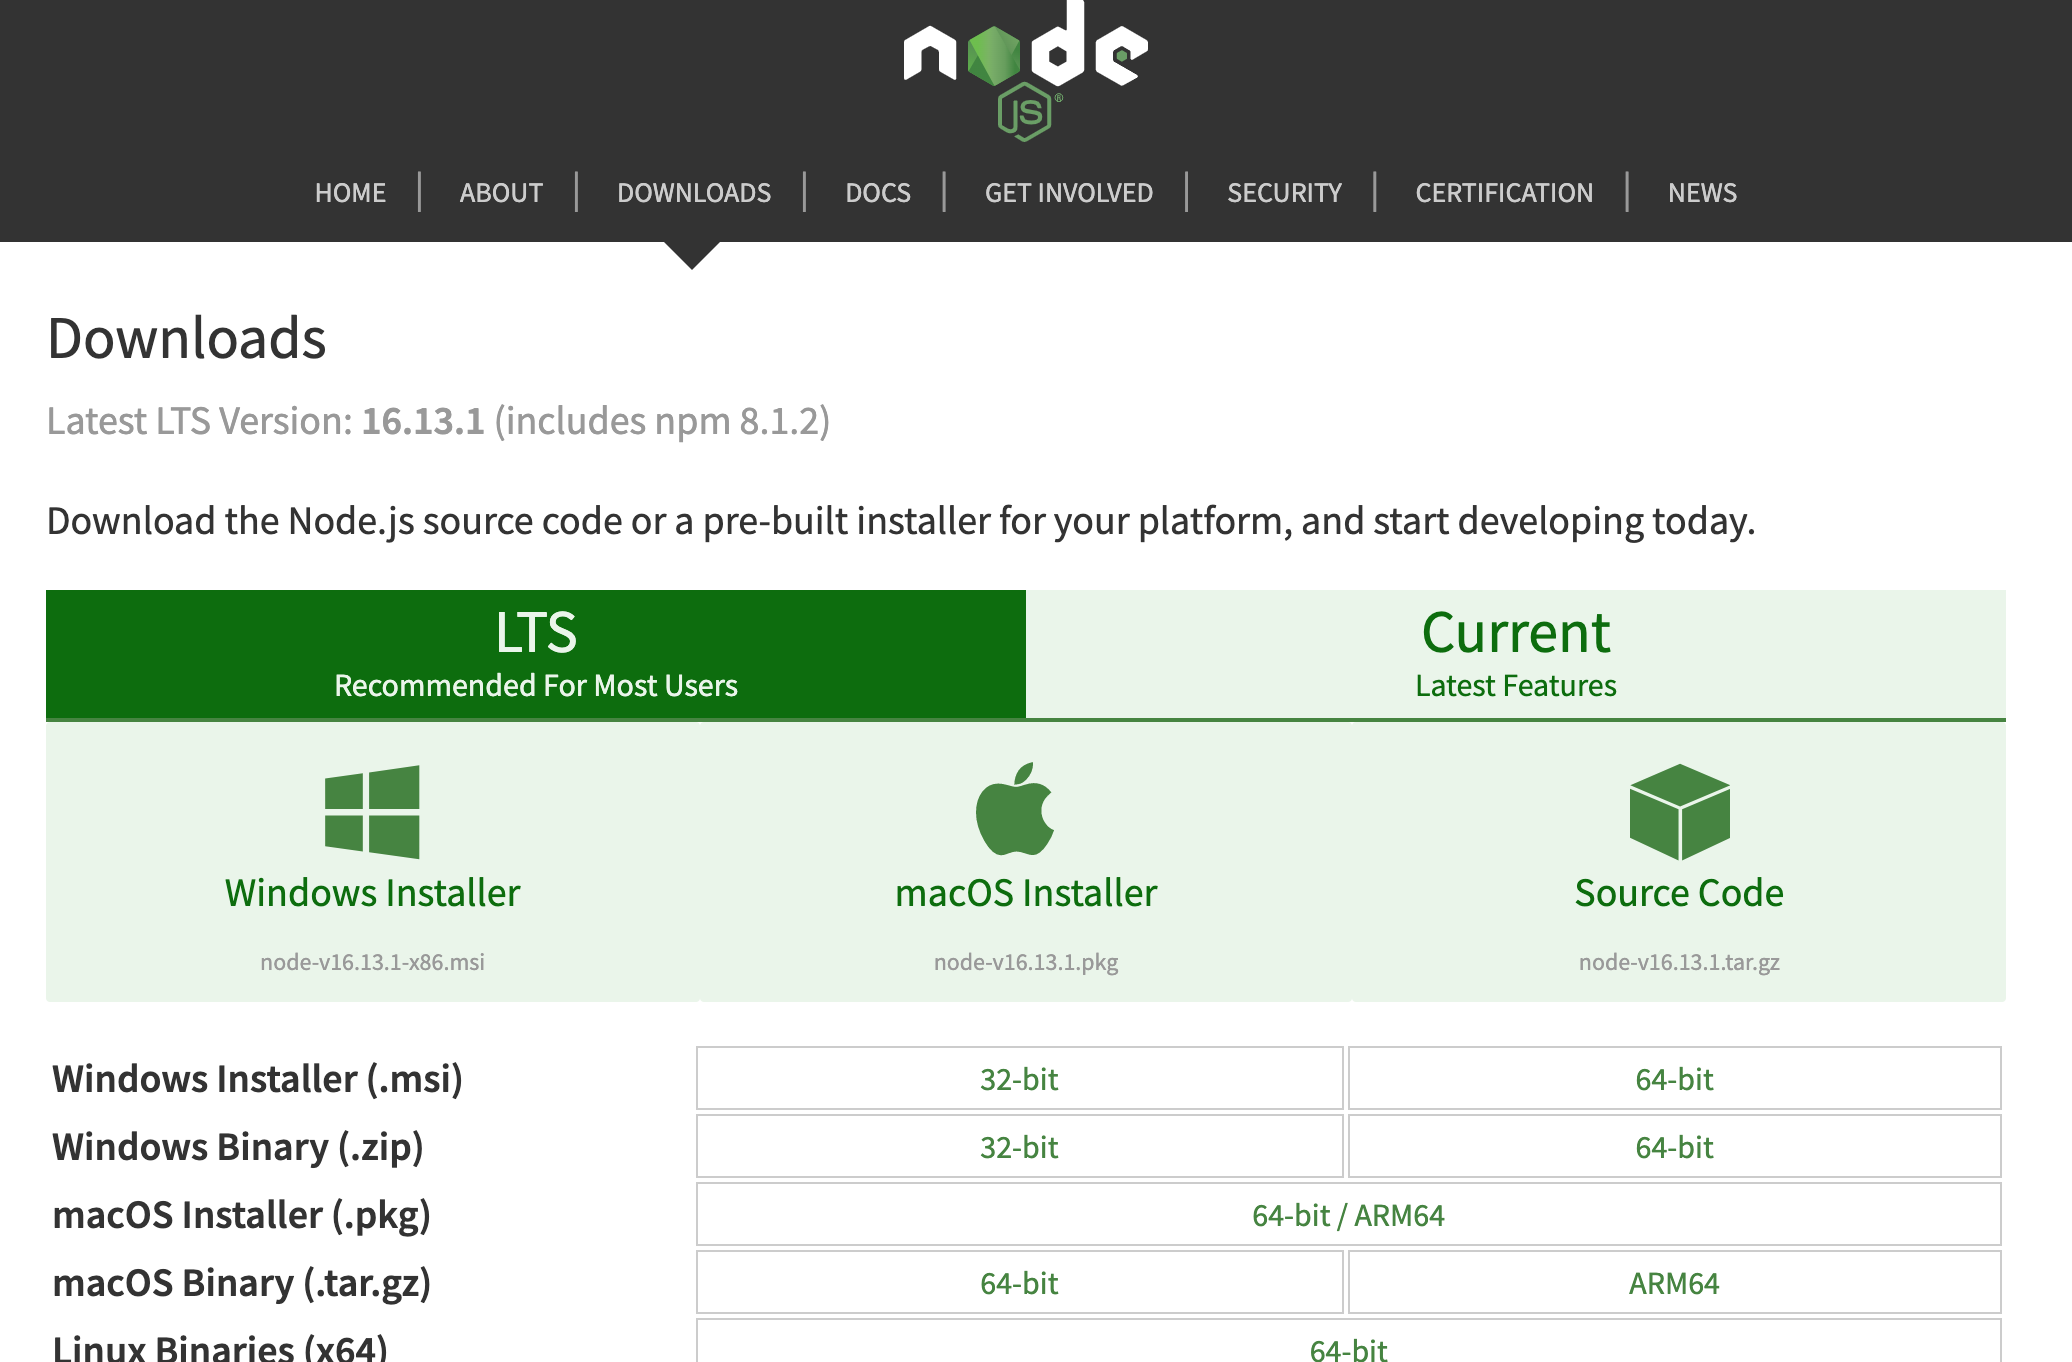 node
JS®
HOME | ABOUT | DOWNLOADS | DOCS | GET INVOLVED | SECURITY | CERTIFICATION | NEWS
Downloads
Latest LTS Version: 16.13.1 (includes npm 8.1.2)
Download the Node.js source code or a pre-built installer for your platform, and start developing today.
LTS
Recommended For Most Users
Current
Latest Features
Windows Installer
node-v16.13.1-x86.msi
macOS Installer
node-v16.13.1.pkg
Source Code
node-v16.13.1.tar.gz
Windows Installer (.msi) 32-bit 64-bit
Windows Binary (.zip) 32-bit 64-bit
macOS Installer (.pkg) 64-bit / ARM64
macOS Binary (.tar.gz) 64-bit ARM64
Linux Binaries (x64) 64-bit